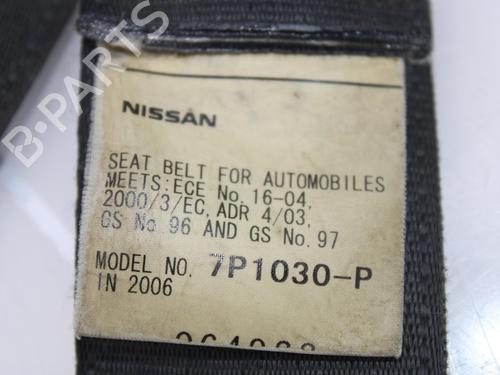 NISSAN
SEAT BELT FOR AUTOMOBILES
MEETS:ECE No. 16-04,
2000/3/EC, ADR 4/03,
GS No 96 AND GS No. 97
MODEL NO. 7P1030-P
IN 2006
B-PARTS